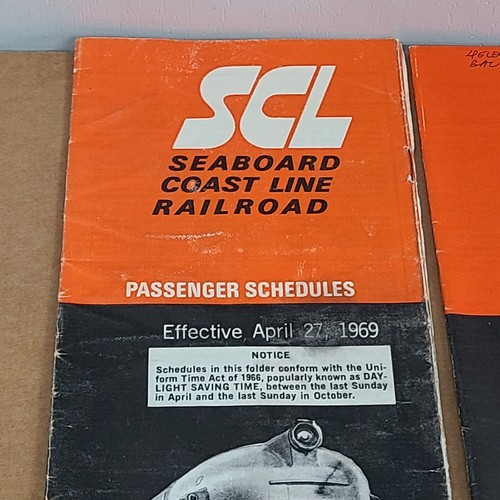 SCL
SEABOARD
COAST LINE
RAILROAD
PASSENGER SCHEDULES
Effective April 27, 1969
NOTICE
Schedules in this folder conform with the Uni-
form Time Act of 1966, popularly known as DAY-
LIGHT SAVING TIME, between the last Sunday
in April and the last Sunday in October.